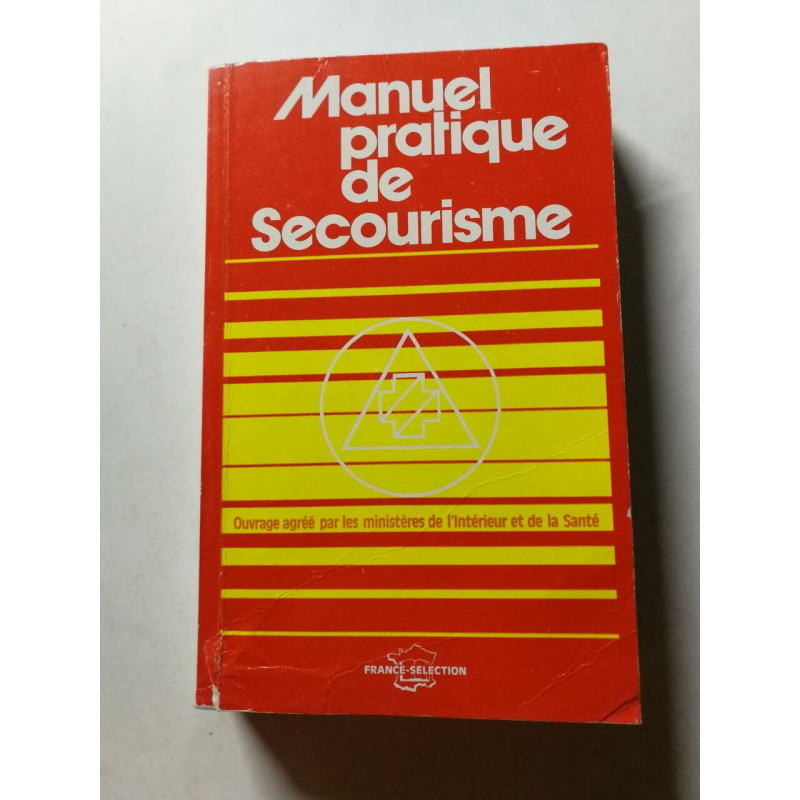 Manuel
pratique
de
Secourisme
Ouvrage agréé par les ministères de l'Intérieur et de la Santé
FRANCE-SELECTION